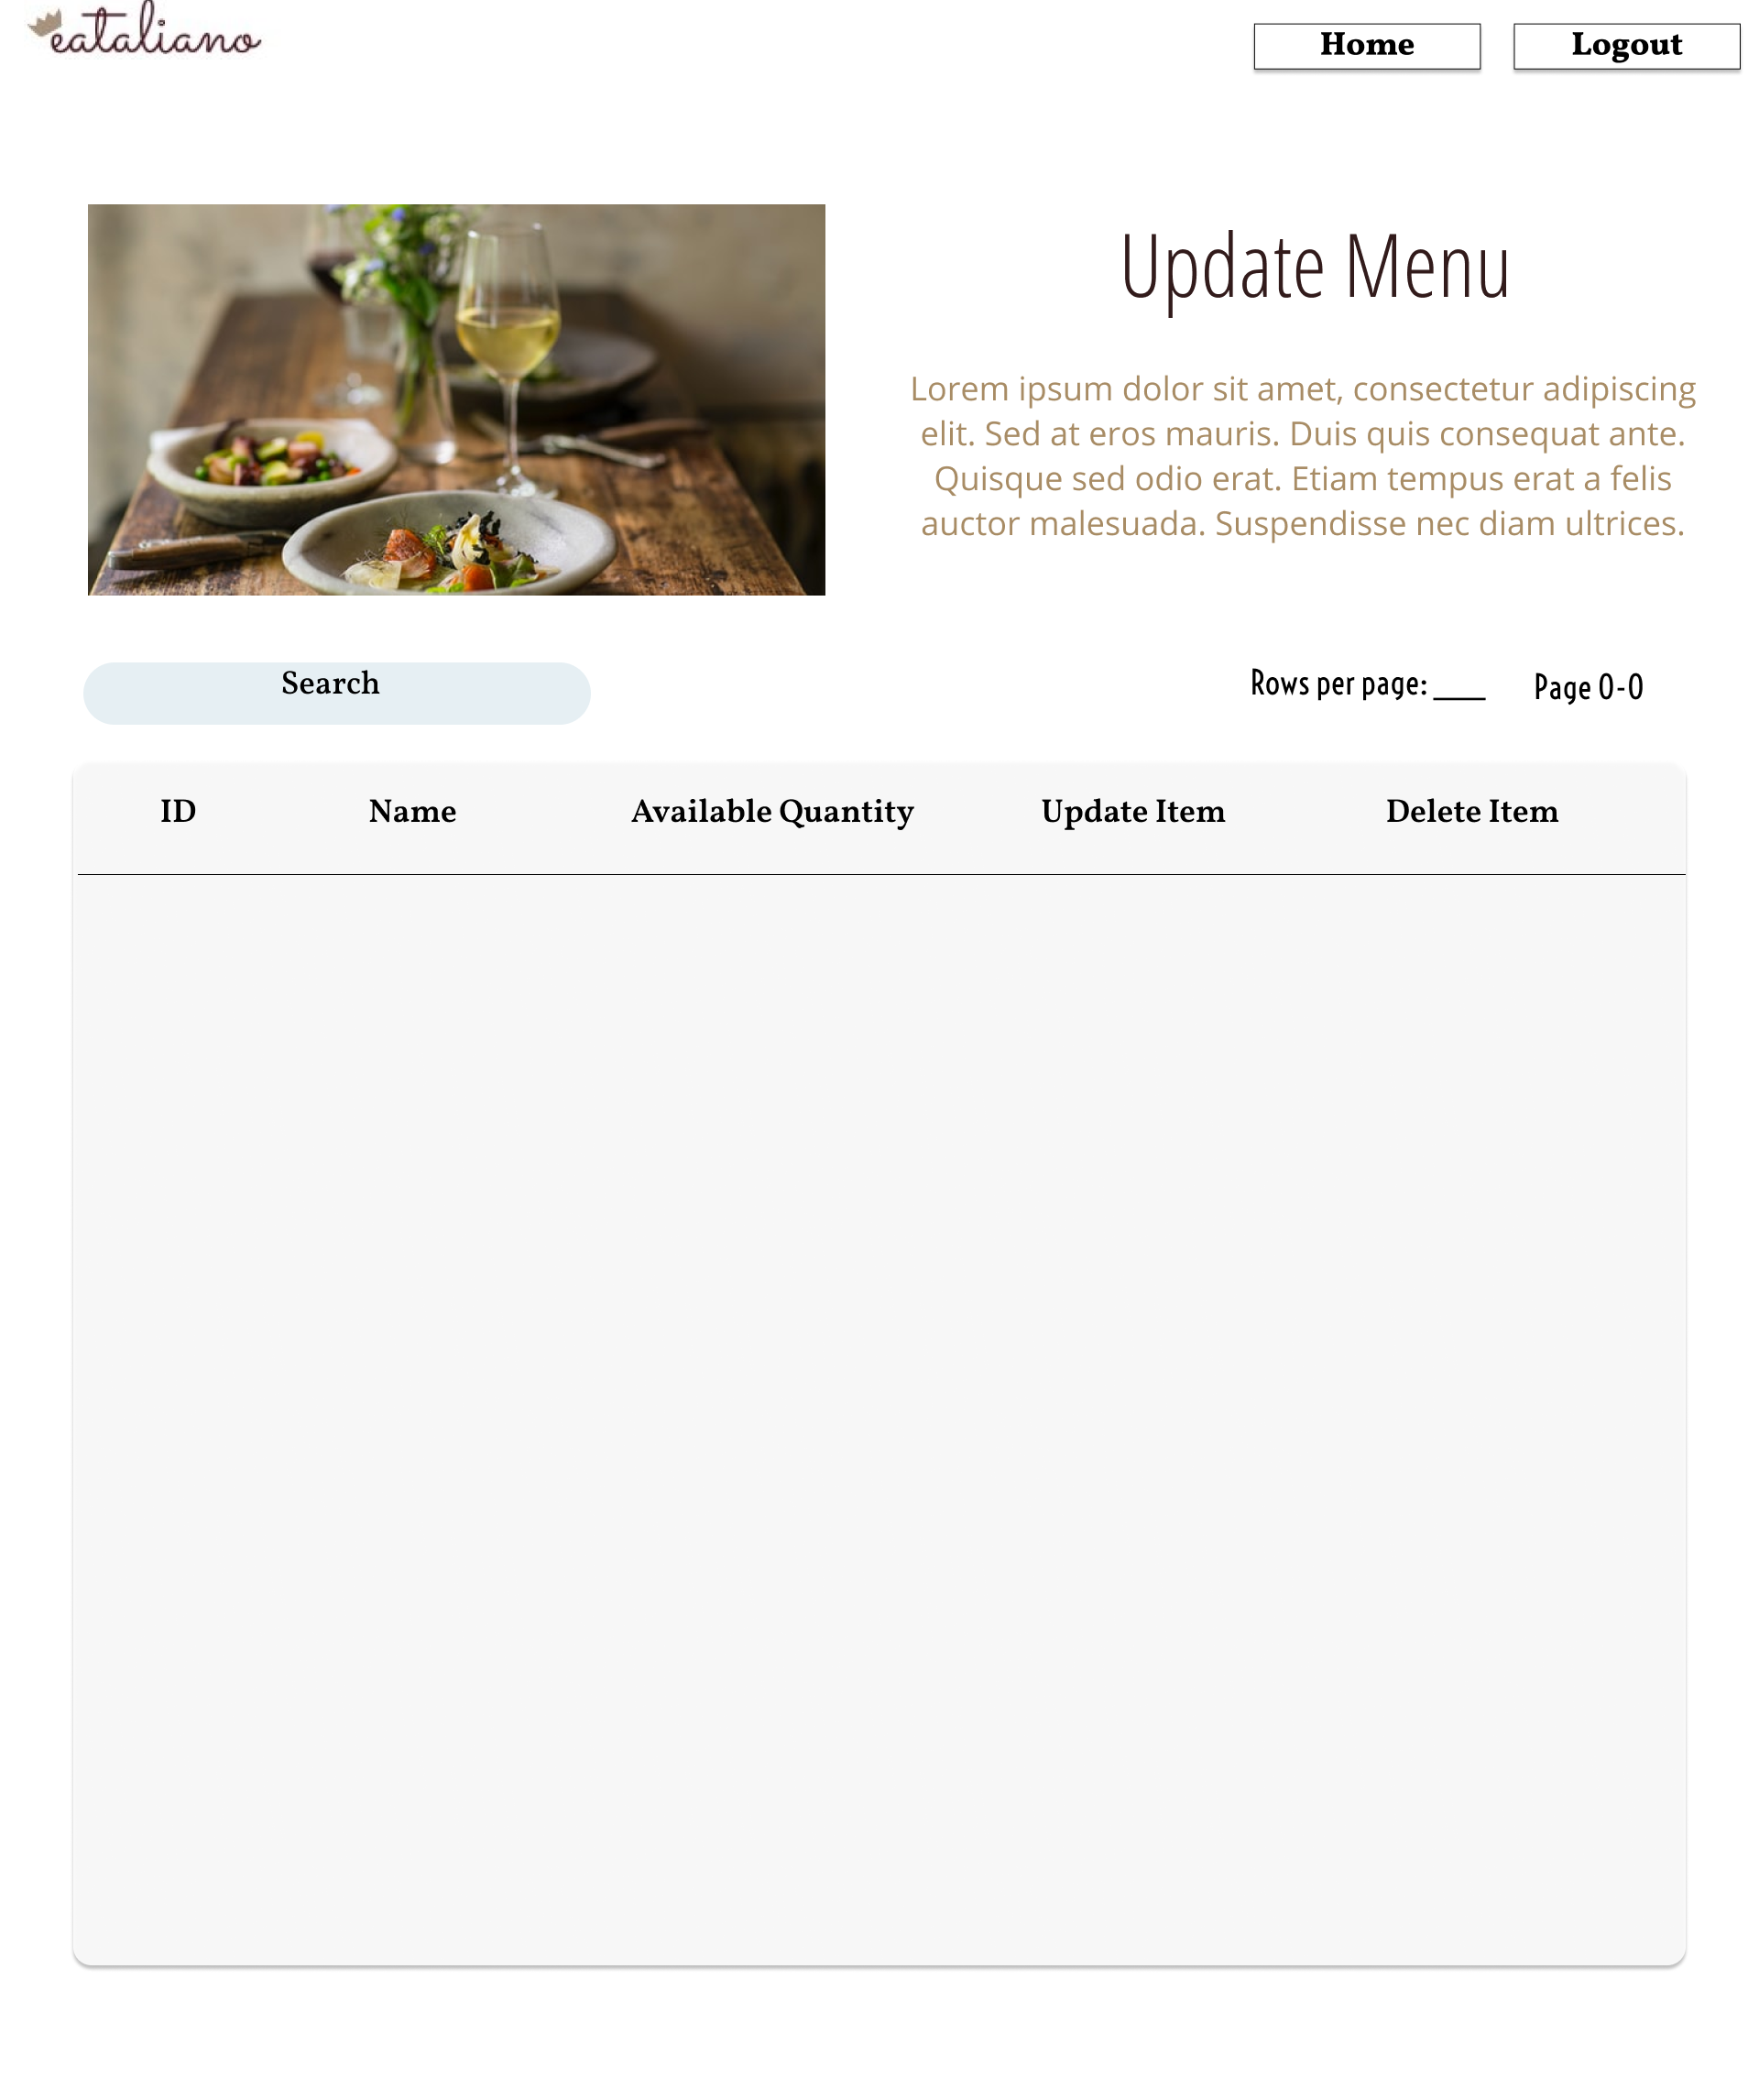 eataliano
Home
Logout
Update Menu
Lorem ipsum dolor sit amet, consectetur adipiscing
elit. Sed at eros mauris. Duis quis consequat ante.
Quisque sed odio erat. Etiam tempus erat a felis
auctor malesuada. Suspendisse nec diam ultrices.
Search
Rows per page: ___
Page 0-0
ID
Name
Available Quantity
Update Item
Delete Item